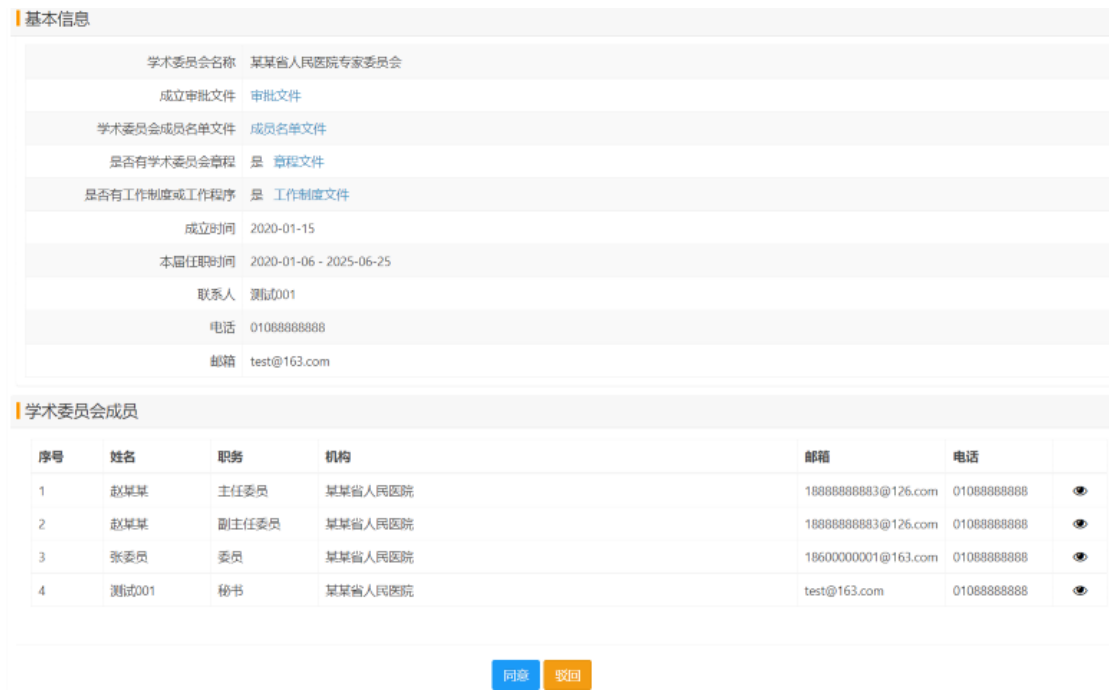 基本信息
学术委员会名称 某某省人民医院专家委员会
成立审批文件 审批文件
学术委员会成员名单文件 成员名单文件
是否有学术委员会章程 是 章程文件
是否有工作制度或工作程序 是 工作制度文件
成立时间 2020-01-15
本届任职时间 2020-01-06 - 2025-06-25
联系人 测试001
电话 01088888888
邮箱 test@163.com
学术委员会成员
序号 姓名 职务 机构 邮箱 电话
1 赵某某 主任委员 某某省人民医院 18888888883@126.com 01088888888
2 赵某某 副主任委员 某某省人民医院 18888888883@126.com 01088888888
3 张委员 委员 某某省人民医院 18600000001@163.com 01088888888
4 测试001 秘书 某某省人民医院 test@163.com 01088888888
同意 驳回